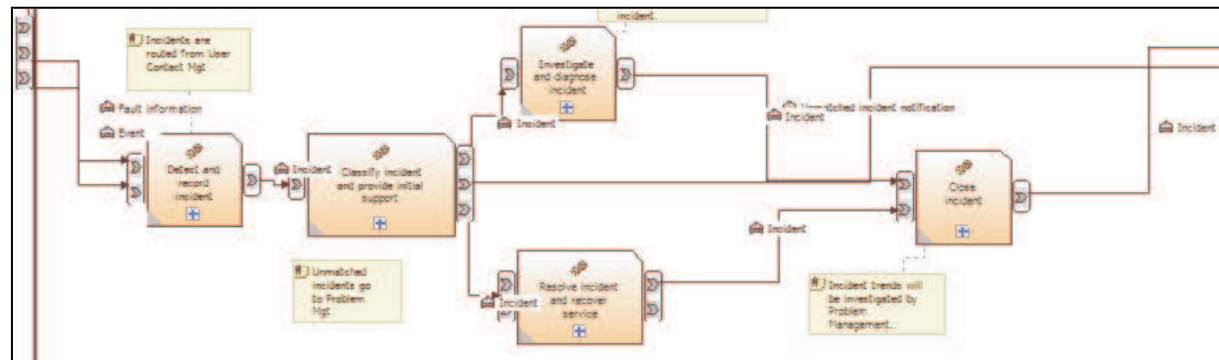 incident.
Incidents are
routed from User
Contact Mgt
Investigate
and diagnose
incident
Fault information
Incident
Incident
Event
Incident
Incident
Detect and
record
incident
Classify incident
and provide initial
support
Close
incident
Incident
Unmatched
incidents go
to Problem
Mgt
Resolve incident
and recover
service
Incident
Incident trends will
be investigated by
Problem
Management..